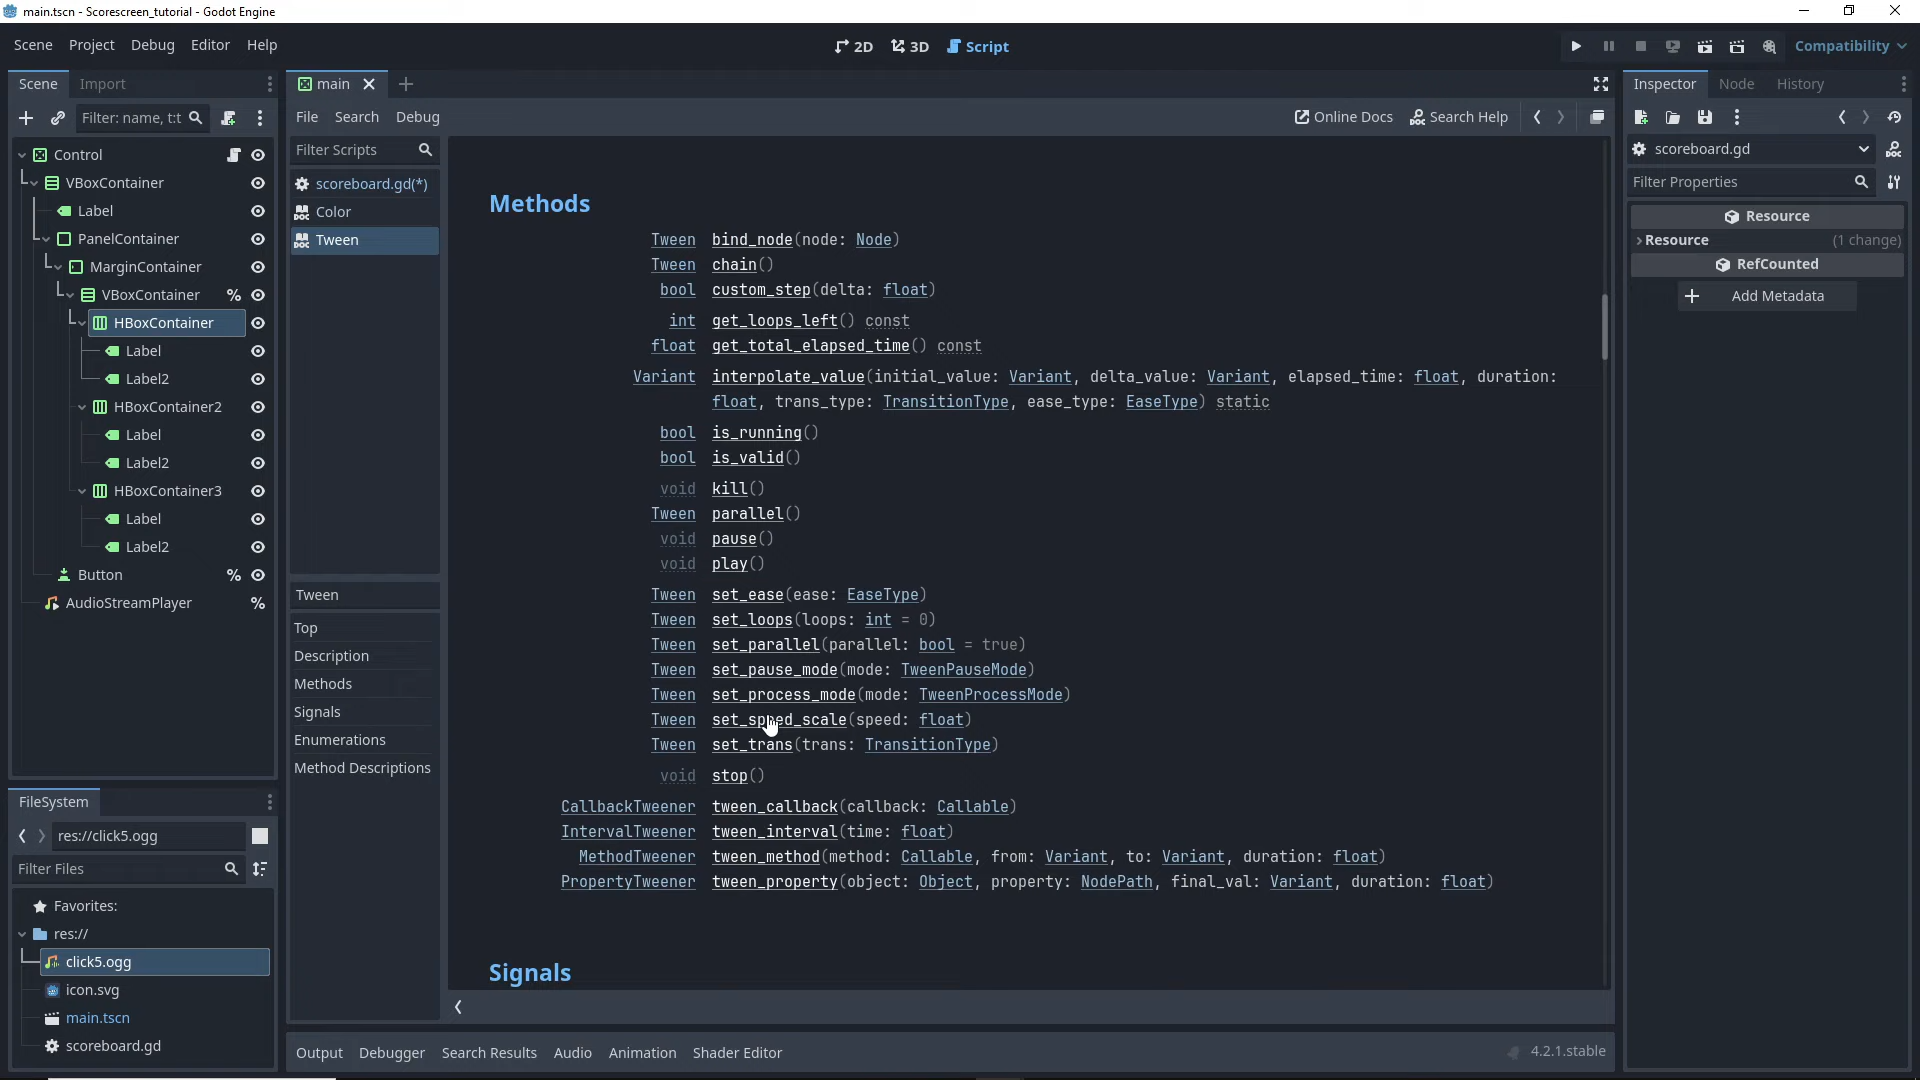 main.tscn - Scorescreen_tutorial - Godot Engine
Scene Project Debug Editor Help
2D 3D Script
Compatibility
Scene Import
Filter: name, t:t
Control
VBoxContainer
Label
PanelContainer
MarginContainer
VBoxContainer %
HBoxContainer
Label
Label2
HBoxContainer2
Label
Label2
HBoxContainer3
Label
Label2
Button %
AudioStreamPlayer %
FileSystem
res://click5.ogg
Filter Files
Favorites:
res://
click5.ogg
icon.svg
main.tscn
scoreboard.gd
main
File Search Debug
Online Docs DOC Search Help
Filter Scripts
scoreboard.gd(*)
DOC Color
DOC Tween
Tween
Top
Description
Methods
Signals
Enumerations
Method Descriptions
Methods
Tween bind_node(node: Node)
Tween chain()
bool custom_step(delta: float)
int get_loops_left() const
float get_total_elapsed_time() const
Variant interpolate_value(initial_value: Variant, delta_value: Variant, elapsed_time: float, duration:
float, trans_type: TransitionType, ease_type: EaseType) static
bool is_running()
bool is_valid()
void kill()
Tween parallel()
void pause()
void play()
Tween set_ease(ease: EaseType)
Tween set_loops(loops: int = 0)
Tween set_parallel(parallel: bool = true)
Tween set_pause_mode(mode: TweenPauseMode)
Tween set_process_mode(mode: TweenProcessMode)
Tween set_speed_scale(speed: float)
Tween set_trans(trans: TransitionType)
void stop()
CallbackTweener tween_callback(callback: Callable)
IntervalTweener tween_interval(time: float)
MethodTweener tween_method(method: Callable, from: Variant, to: Variant, duration: float)
PropertyTweener tween_property(object: Object, property: NodePath, final_val: Variant, duration: float)
Signals
Output Debugger Search Results Audio Animation Shader Editor
4.2.1.stable
Inspector Node History
scoreboard.gd DOC
Filter Properties
Resource
Resource (1 change)
RefCounted
Add Metadata